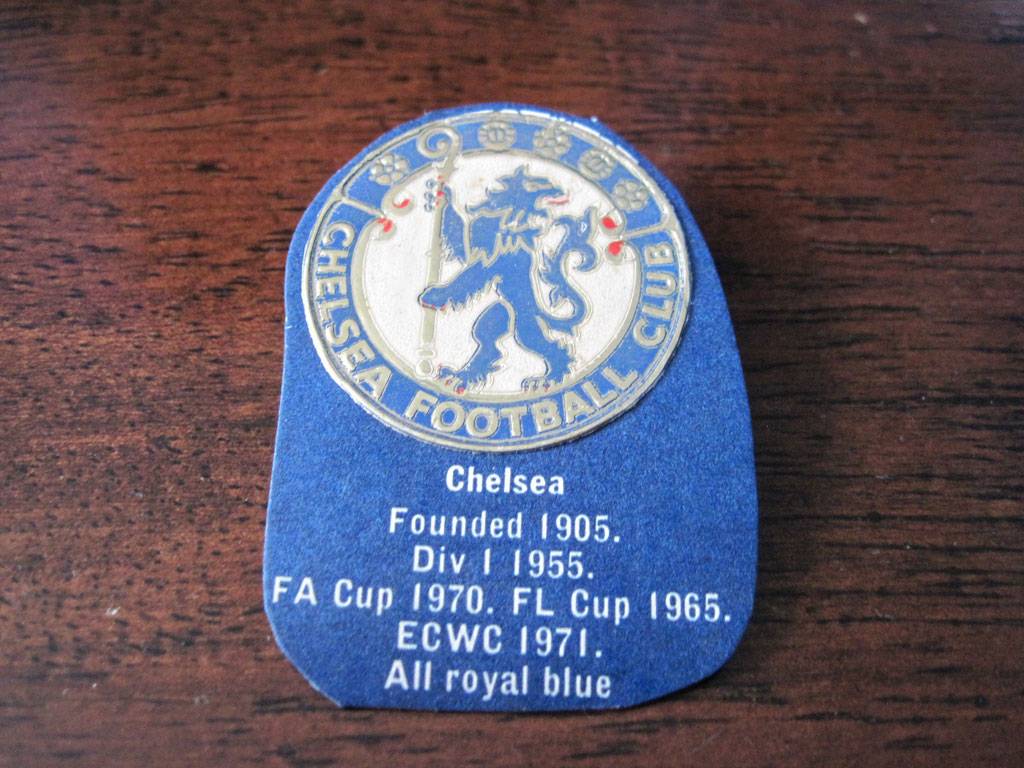 CHELSEA FOOTBALL CLUB
Chelsea
Founded 1905.
Div 1 1955.
FA Cup 1970. FL Cup 1965.
ECWC 1971.
All royal blue